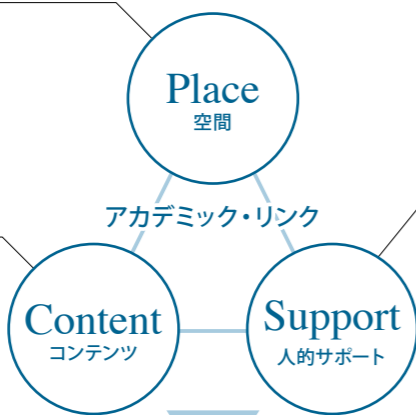 Place
空間
アカデミック・リンク
Content
コンテンツ
Support
人的サポート